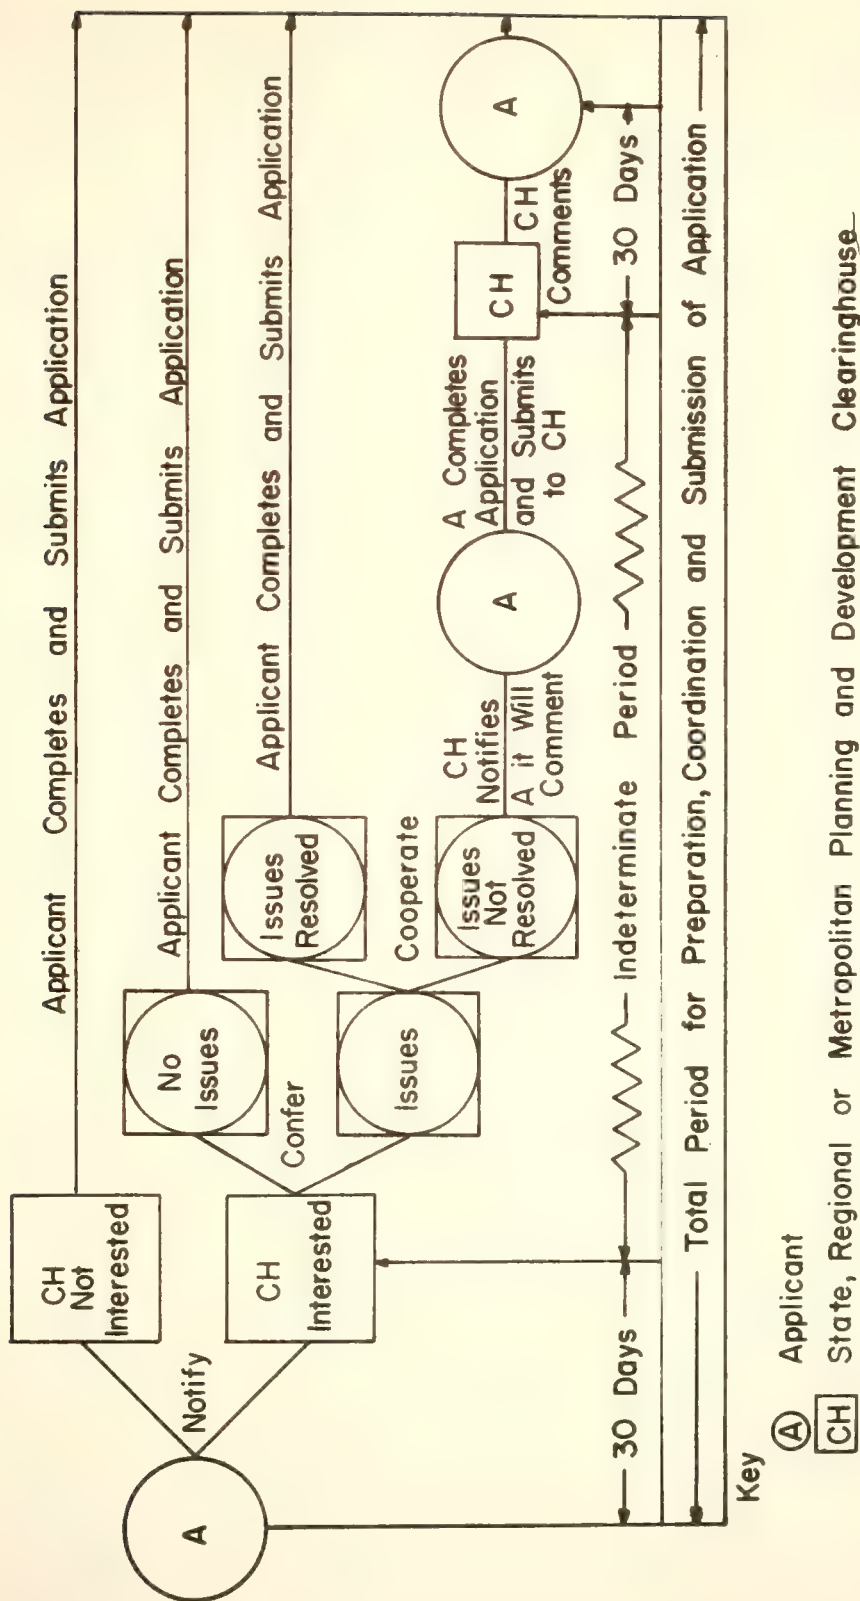 Applicant Completes and Submits Application
CH
Not
Interested
Applicant Completes and Submits Application
No
Issues
Applicant Completes and Submits Application
Notify
Confer
Issues
Resolved
A
CH
Interested
Issues
Cooperate
Issues
Not
Resolved
CH
Notifies
A it Will
Comment
A
A Completes
Application
and Submits
to CH
CH
CH
Comments
A
30 Days
Indeterminate Period
30 Days
Total Period for Preparation, Coordination and Submission of Application
Key
A Applicant
CH State, Regional or Metropolitan Planning and Development Clearinghouse